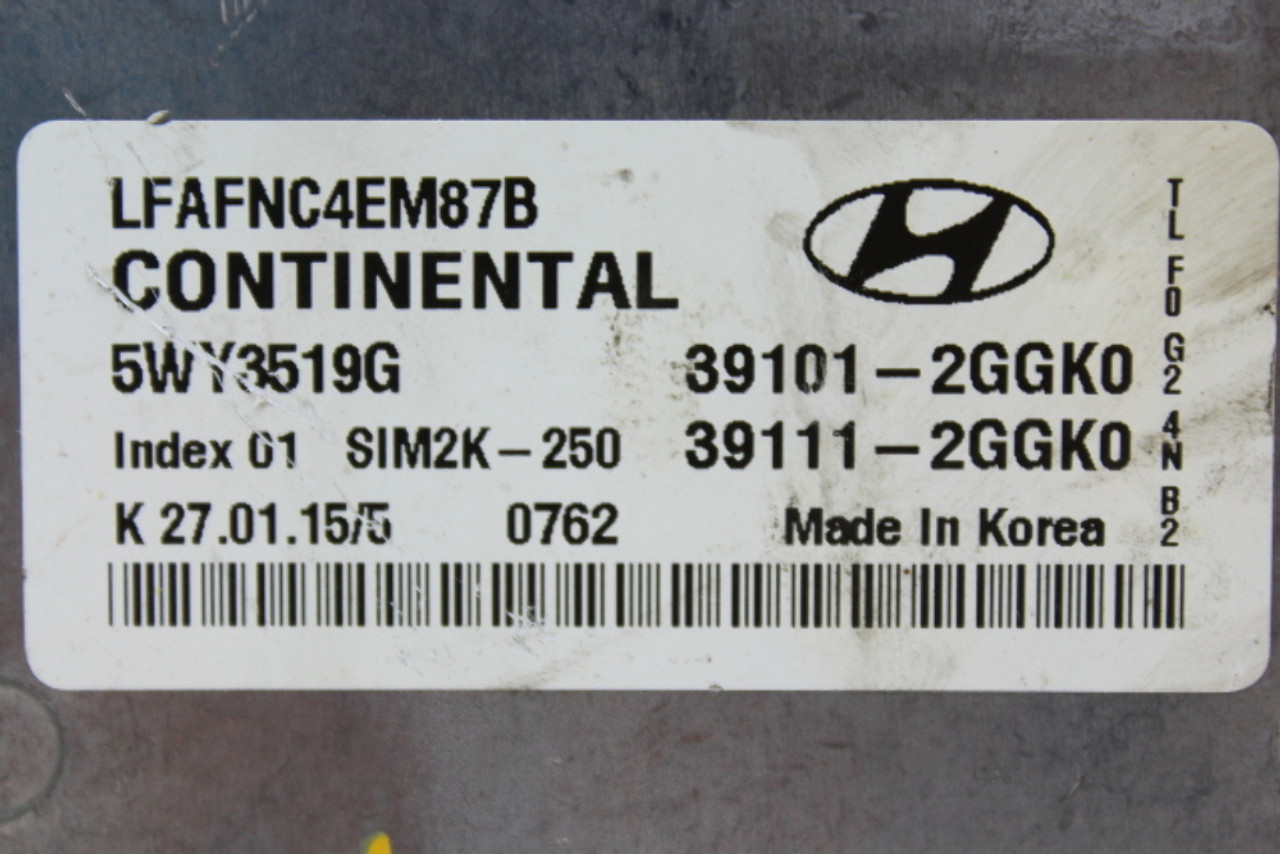 LFAFNC4EM87B
CONTINENTAL
5WY3519G 39101-2GGK0
Index 01 SIM2K-250 39111-2GGK0
K 27.01.15/5 0762 Made In Korea
TL F0 G2 4N B2